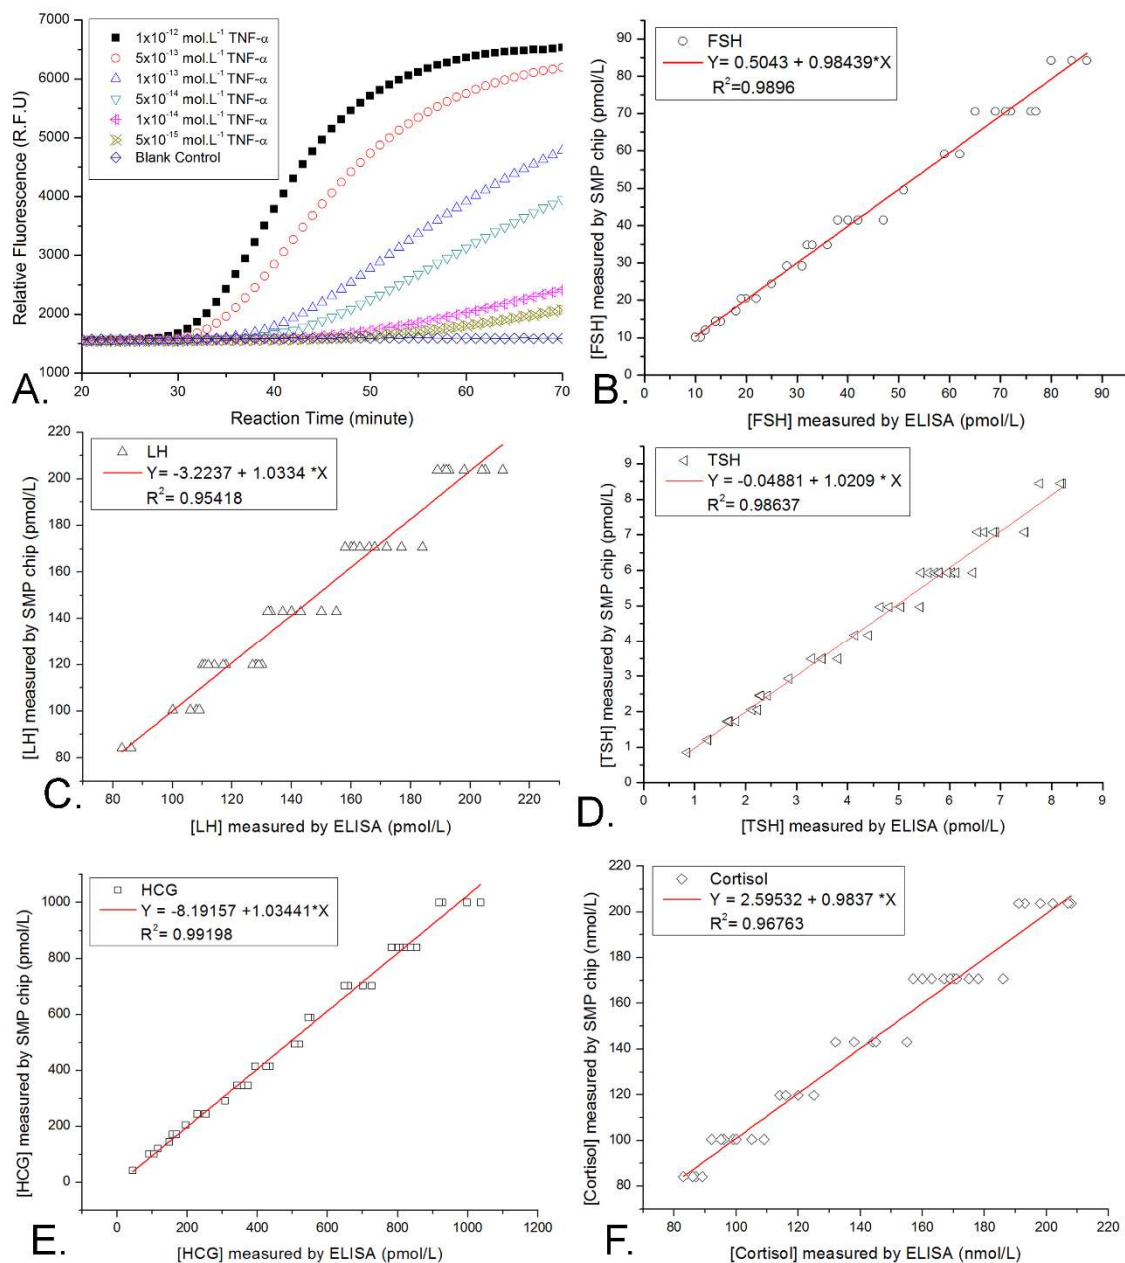 7000
6000
5000
4000
3000
2000
1000
Relative Fluorescence (R.F.U)
1x10⁻¹² mol.L⁻¹ TNF-α
5x10⁻¹³ mol.L⁻¹ TNF-α
1x10⁻¹³ mol.L⁻¹ TNF-α
5x10⁻¹⁴ mol.L⁻¹ TNF-α
1x10⁻¹⁴ mol.L⁻¹ TNF-α
5x10⁻¹⁵ mol.L⁻¹ TNF-α
Blank Control
20 30 40 50 60 70
Reaction Time (minute)
A.
90
80
70
60
50
40
30
20
10
0
[FSH] measured by SMP chip (pmol/L)
FSH
Y= 0.5043 + 0.98439*X
R²=0.9896
0 10 20 30 40 50 60 70 80 90
[FSH] measured by ELISA (pmol/L)
B.
220
200
180
160
140
120
100
80
[LH] measured by SMP chip (pmol/L)
LH
Y= -3.2237 + 1.0334 *X
R²= 0.95418
80 100 120 140 160 180 200 220
[LH] measured by ELISA (pmol/L)
C.
9
8
7
6
5
4
3
2
1
0
[TSH] measured by SMP chip (pmol/L)
TSH
Y = -0.04881 + 1.0209 * X
R² = 0.98637
0 1 2 3 4 5 6 7 8 9
[TSH] measured by ELISA (pmol/L)
D.
1000
800
600
400
200
0
[HCG] measured by SMP chip (pmol/L)
HCG
Y = -8.19157 +1.03441*X
R² = 0.99198
0 200 400 600 800 1000 1200
[HCG] measured by ELISA (pmol/L)
E.
220
200
180
160
140
120
100
80
[Cortisol] measured by SMP chip (nmol/L)
Cortisol
Y = 2.59532 + 0.9837 *X
R² = 0.96763
80 100 120 140 160 180 200 220
[Cortisol] measured by ELISA (nmol/L)
F.